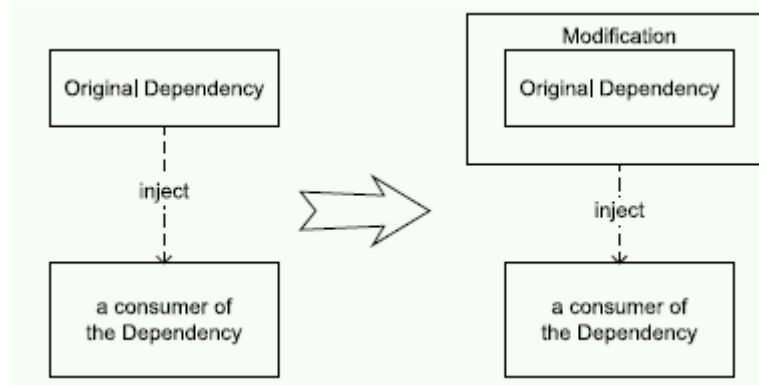 Original Dependency
inject
a consumer of
the Dependency
Modification
Original Dependency
inject
a consumer of
the Dependency